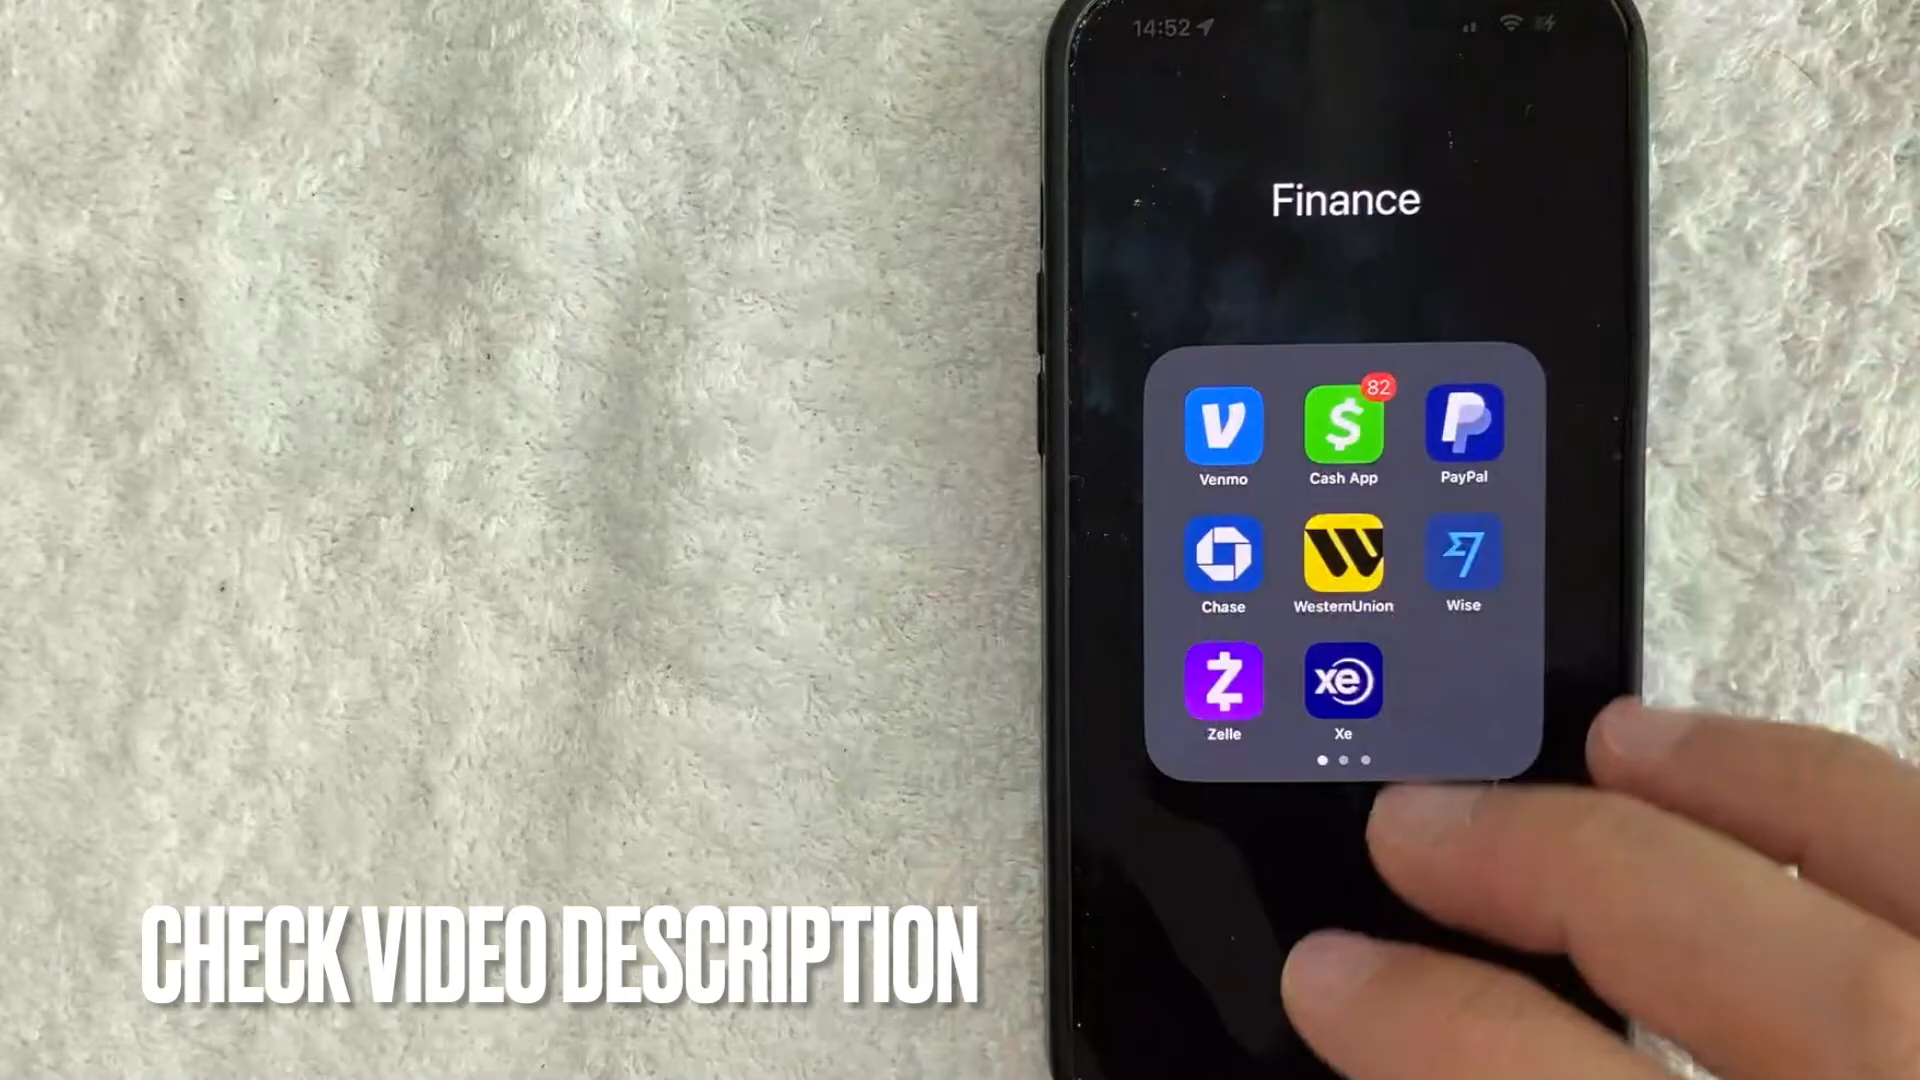 14:52
Finance
82
Venmo
Cash App
PayPal
Chase
WesternUnion
Wise
xe
Zelle
Xe
CHECK VIDEO DESCRIPTION